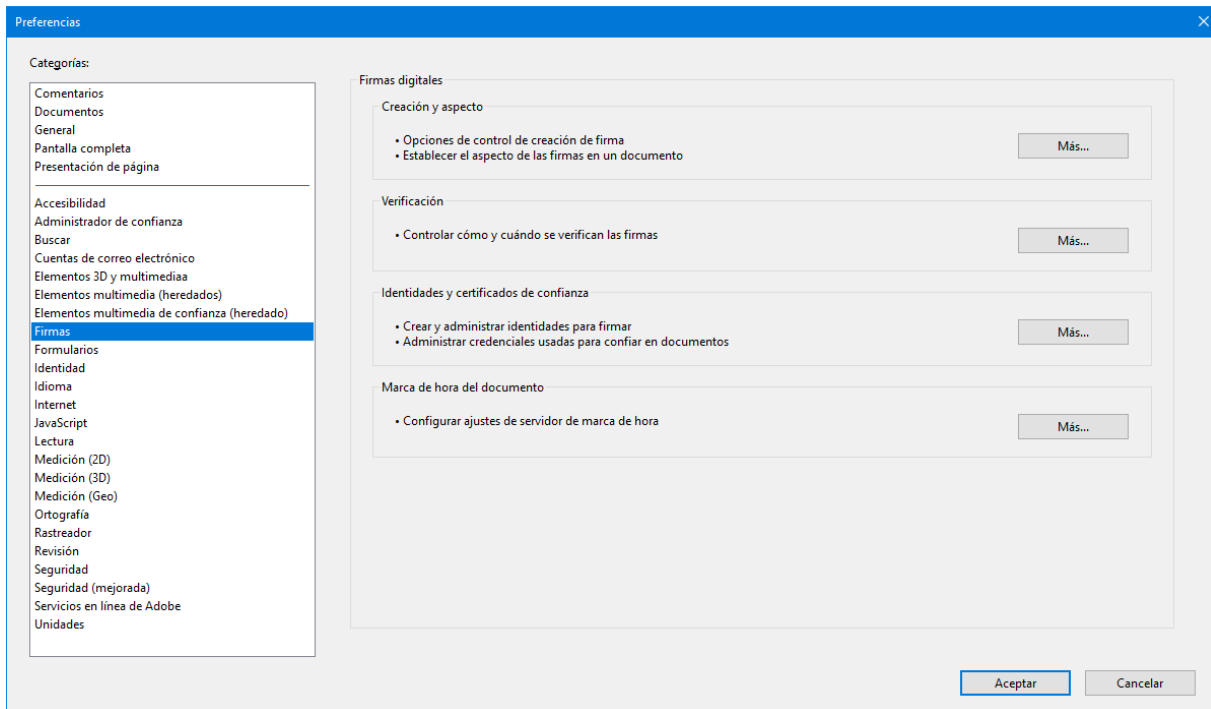 Preferencias
Categorías:
Comentarios
Documentos
General
Pantalla completa
Presentación de página
Accesibilidad
Administrador de confianza
Buscar
Cuentas de correo electrónico
Elementos 3D y multimediaa
Elementos multimedia (heredados)
Elementos multimedia de confianza (heredado)
Firmas
Formularios
Identidad
Idioma
Internet
JavaScript
Lectura
Medición (2D)
Medición (3D)
Medición (Geo)
Ortografía
Rastreador
Revisión
Seguridad
Seguridad (mejorada)
Servicios en línea de Adobe
Unidades
Firmas digitales
Creación y aspecto
• Opciones de control de creación de firma
• Establecer el aspecto de las firmas en un documento
Más...
Verificación
• Controlar cómo y cuándo se verifican las firmas
Más...
Identidades y certificados de confianza
• Crear y administrar identidades para firmar
• Administrar credenciales usadas para confiar en documentos
Más...
Marca de hora del documento
• Configurar ajustes de servidor de marca de hora
Más...
Aceptar
Cancelar